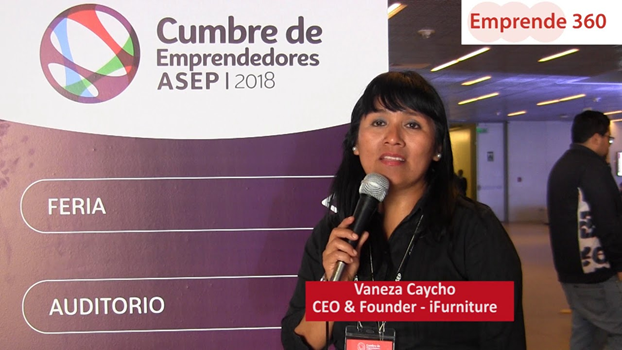 Emprende 360
Cumbre de
Emprendedores
ASEP | 2018
FERIA
AUDITORIO
Vaneza Caycho
CEO & Founder - iFurniture